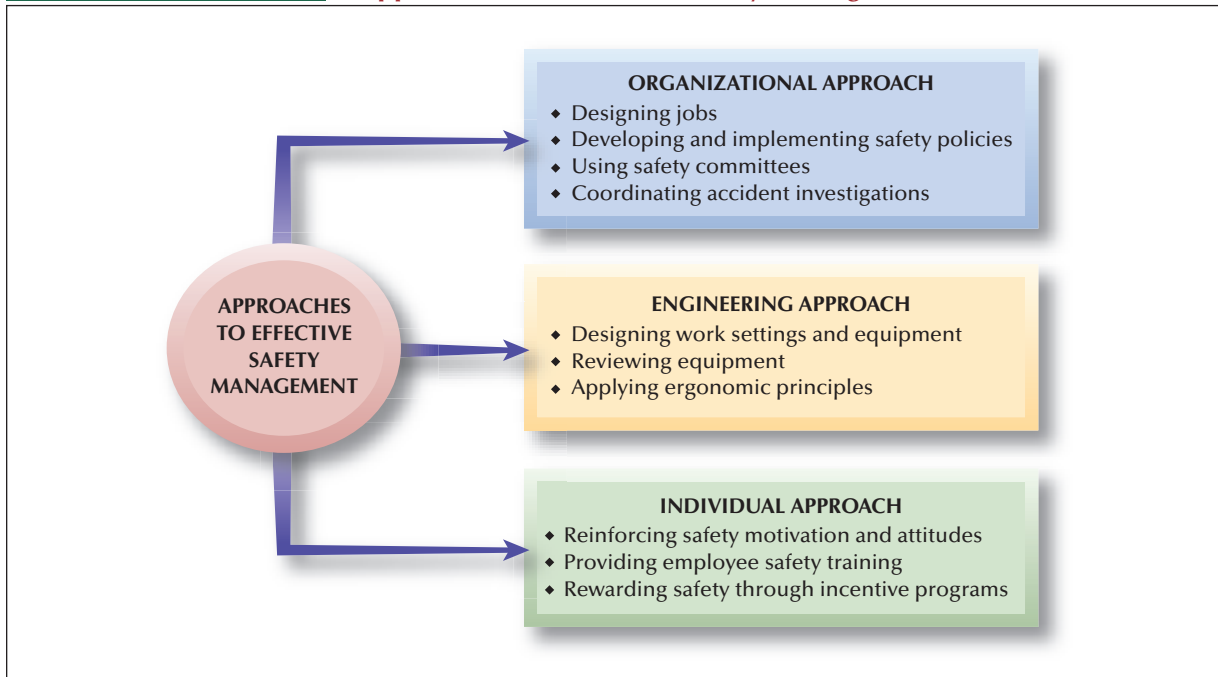 ORGANIZATIONAL APPROACH
◆ Designing jobs
◆ Developing and implementing safety policies
◆ Using safety committees
◆ Coordinating accident investigations
APPROACHES
TO EFFECTIVE
SAFETY
MANAGEMENT
ENGINEERING APPROACH
◆ Designing work settings and equipment
◆ Reviewing equipment
◆ Applying ergonomic principles
INDIVIDUAL APPROACH
◆ Reinforcing safety motivation and attitudes
◆ Providing employee safety training
◆ Rewarding safety through incentive programs